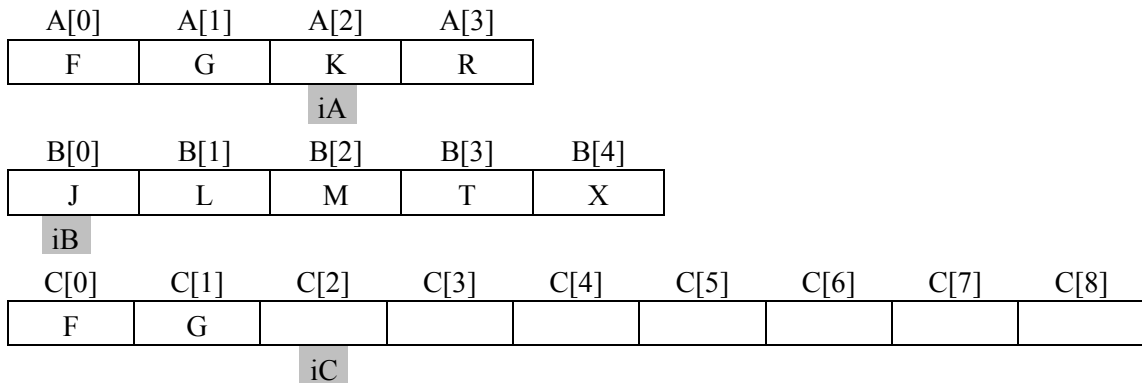 A[0] A[1] A[2] A[3]
F G K R
iA
B[0] B[1] B[2] B[3] B[4]
J L M T X
iB
C[0] C[1] C[2] C[3] C[4] C[5] C[6] C[7] C[8]
F G
iC